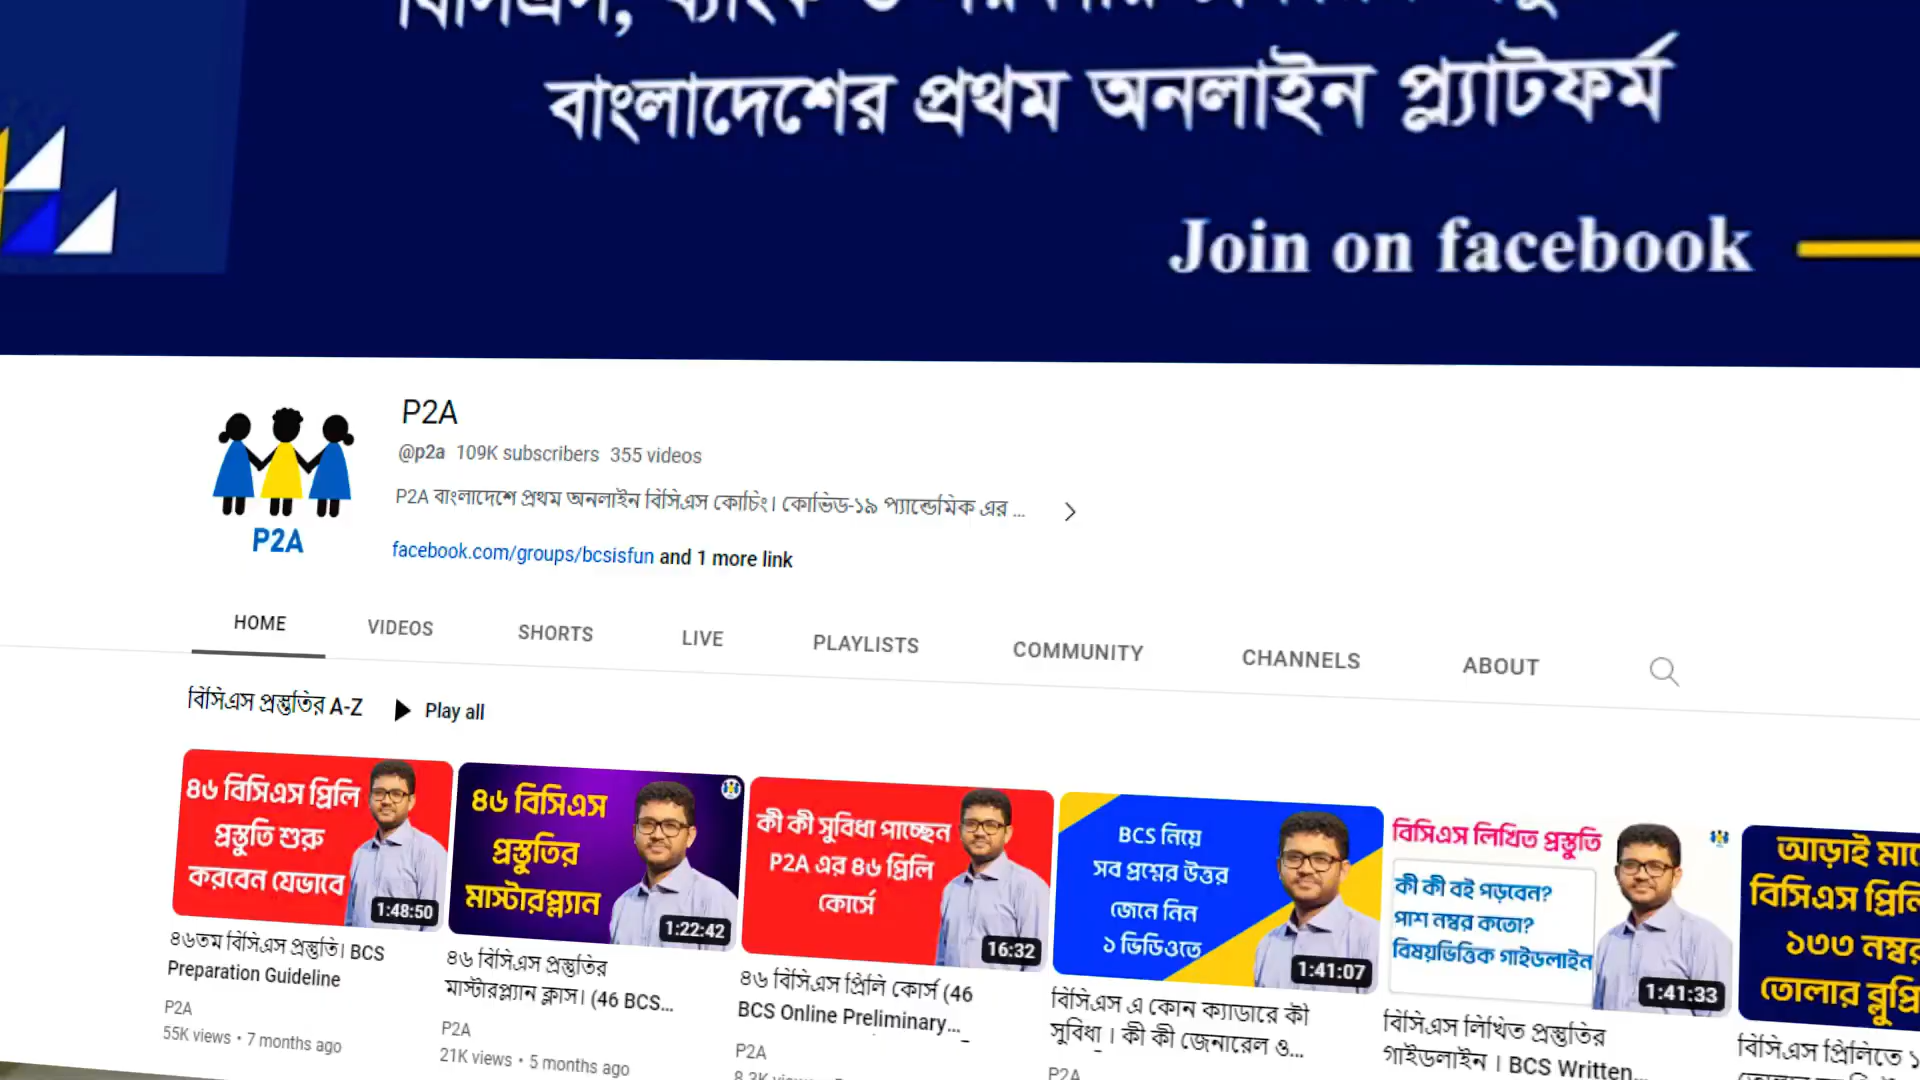 বাংলাদেশের প্রথম অনলাইন প্ল্যাটফর্ম
Join on facebook
P2A
P2A
@p2a 109K subscribers 355 videos
P2A বাংলাদেশে প্রথম অনলাইন বিসিএস কোচিং। কোভিড-১৯ প্যান্ডেমিক এর ...
facebook.com/groups/bcsisfun and 1 more link
HOME VIDEOS SHORTS LIVE PLAYLISTS COMMUNITY CHANNELS ABOUT
বিসিএস প্রস্তুতির A-Z Play all
৪৬ বিসিএস প্রিলি
প্রস্তুতি শুরু
করবেন যেভাবে
1:48:50
৪৬তম বিসিএস প্রস্তুতি। BCS
Preparation Guideline
P2A
55K views • 7 months ago
৪৬ বিসিএস
প্রস্তুতির
মাস্টারপ্ল্যান
1:22:42
৪৬ বিসিএস প্রস্তুতির
মাস্টারপ্ল্যান ক্লাস। (46 BCS...
P2A
21K views • 5 months ago
কী কী সুবিধা পাচ্ছেন
P2A এর ৪৬ প্রিলি
কোর্সে
16:32
৪৬ বিসিএস প্রিলি কোর্স (46
BCS Online Preliminary...
P2A
BCS নিয়ে
সব প্রশ্নের উত্তর
জেনে নিন
১ ভিডিওতে
1:41:07
বিসিএস এ কোন ক্যাডারে কী
সুবিধা । কী কী জেনারেল ও...
P2A
বিসিএস লিখিত প্রস্তুতি
কী কী বই পড়বেন?
পাশ নম্বর কতো?
বিষয়ভিত্তিক গাইডলাইন
1:41:33
বিসিএস লিখিত প্রস্তুতির
গাইডলাইন । BCS Written...
আড়াই
বিসিএস
১৩৩
তোলার
বিসিএস প্রিলিতে